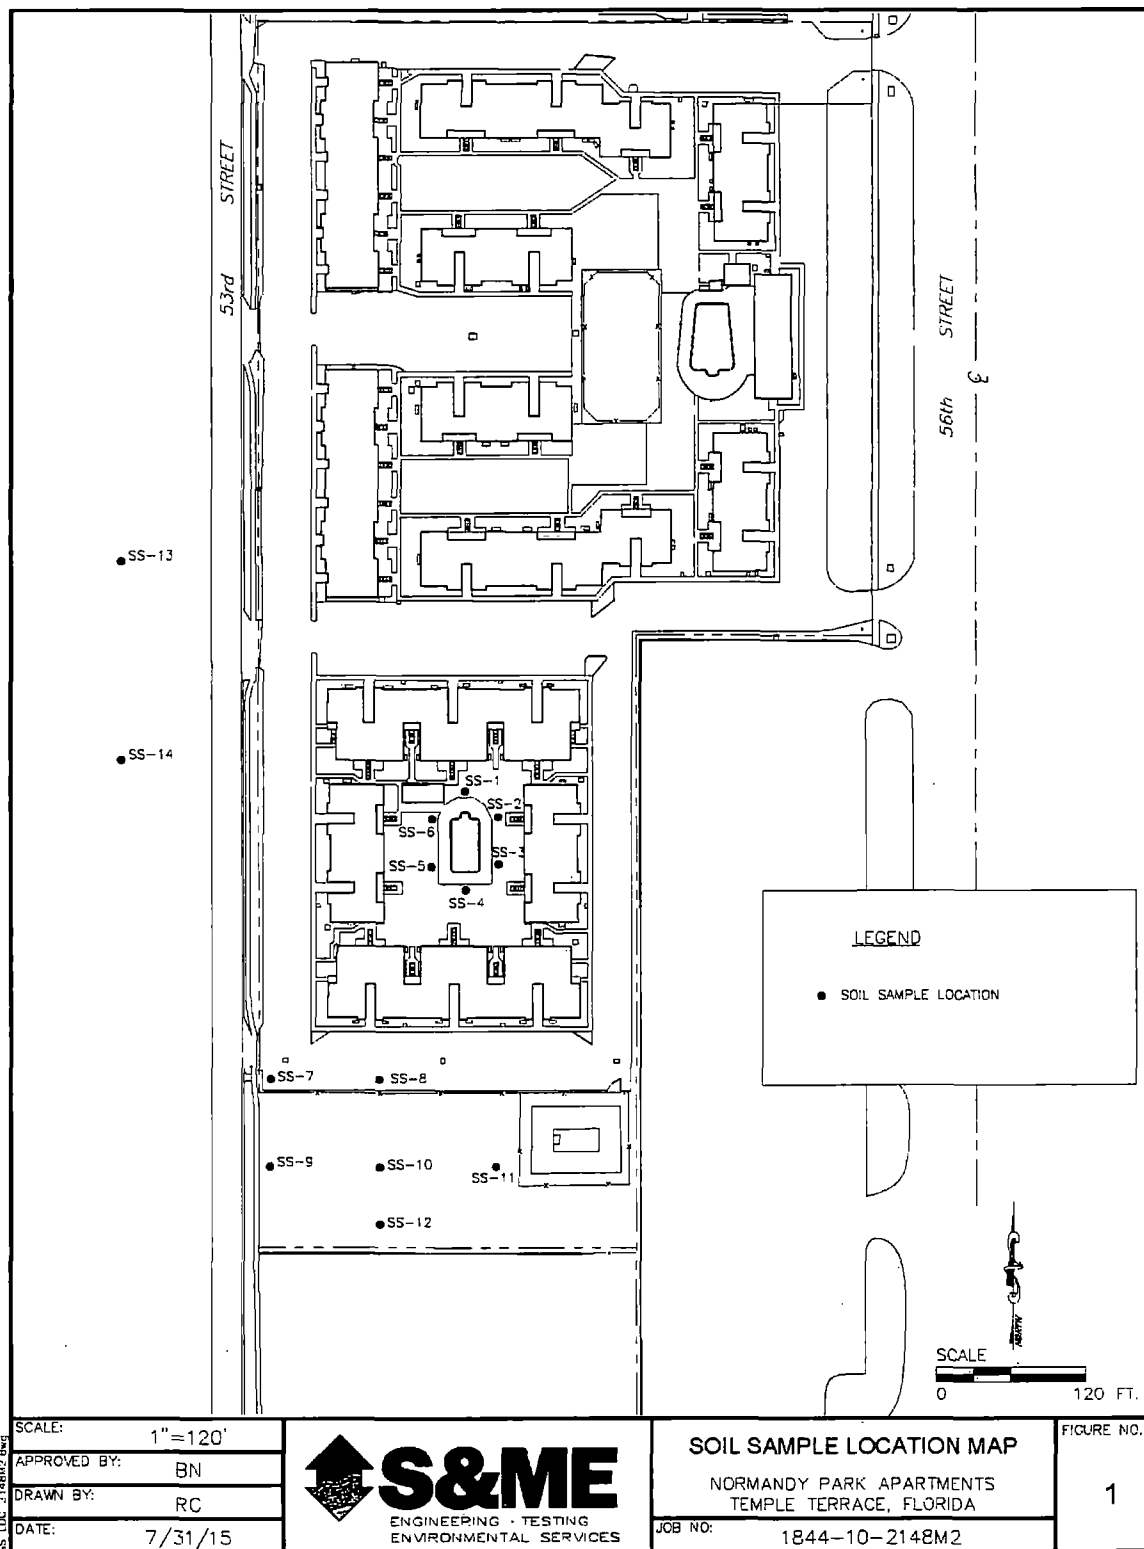 53rd STREET
56th STREET
SS-13
SS-14
SS-1
SS-2
SS-6
SS-3
SS-5
SS-4
LEGEND
SOIL SAMPLE LOCATION
SS-7
SS-8
SS-9
SS-10
SS-11
SS-12
NORTH
SCALE
0 120 FT.
SCALE: 1"=120'
APPROVED BY: BN
DRAWN BY: RC
DATE: 7/31/15
S&ME
ENGINEERING · TESTING
ENVIRONMENTAL SERVICES
SOIL SAMPLE LOCATION MAP
NORMANDY PARK APARTMENTS
TEMPLE TERRACE, FLORIDA
JOB NO: 1844-10-2148M2
FIGURE NO.
1